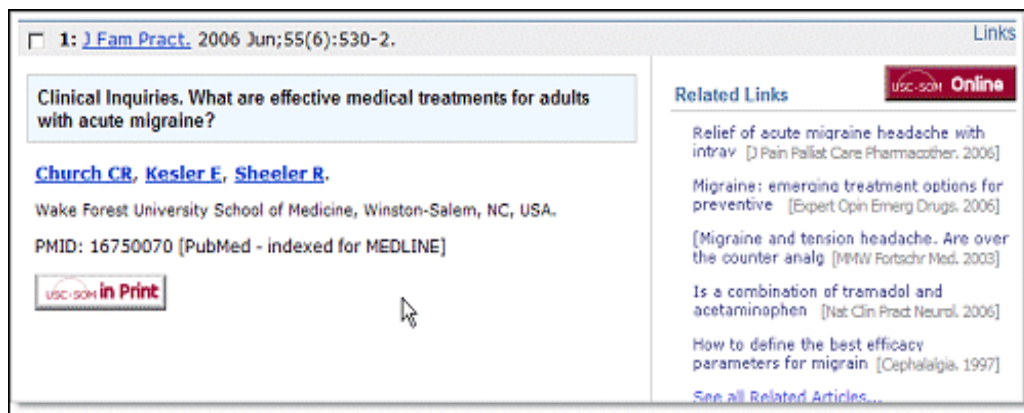 1: J Fam Pract. 2006 Jun;55(6):530-2.
Links
Clinical Inquiries. What are effective medical treatments for adults
with acute migraine?
Church CR, Kesler E, Sheeler R.
Wake Forest University School of Medicine, Winston-Salem, NC, USA.
PMID: 16750070 [PubMed - indexed for MEDLINE]
USC-SOM in Print
USC-SOM Online
Related Links
Relief of acute migraine headache with
intrav [J Pain Palliat Care Pharmacother. 2006]
Migraine: emerging treatment options for
preventive [Expert Opin Emerg Drugs. 2006]
[Migraine and tension headache. Are over
the counter analg [MMW Fortschr Med. 2003]
Is a combination of tramadol and
acetaminophen [Nat Clin Pract Neurol. 2006]
How to define the best efficacy
parameters for migrain [Cephalalgia. 1997]
See all Related Articles...